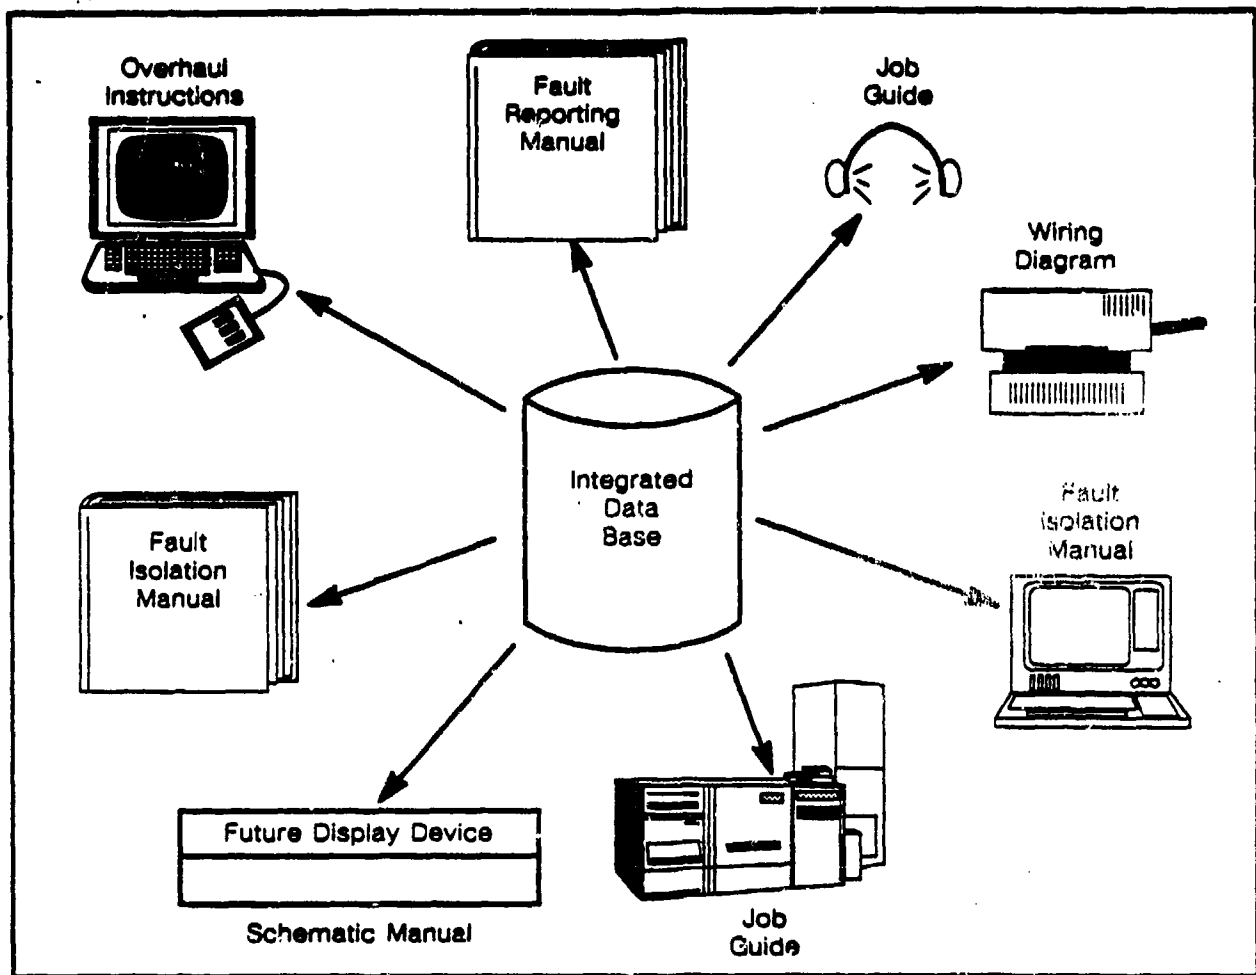 Overhaul
Instructions
Fault
Reporting
Manual
Job
Guide
Wiring
Diagram
Integrated
Data
Base
Fault
Isolation
Manual
Fault
Isolation
Manual
Future Display Device
Schematic Manual
Job
Guide